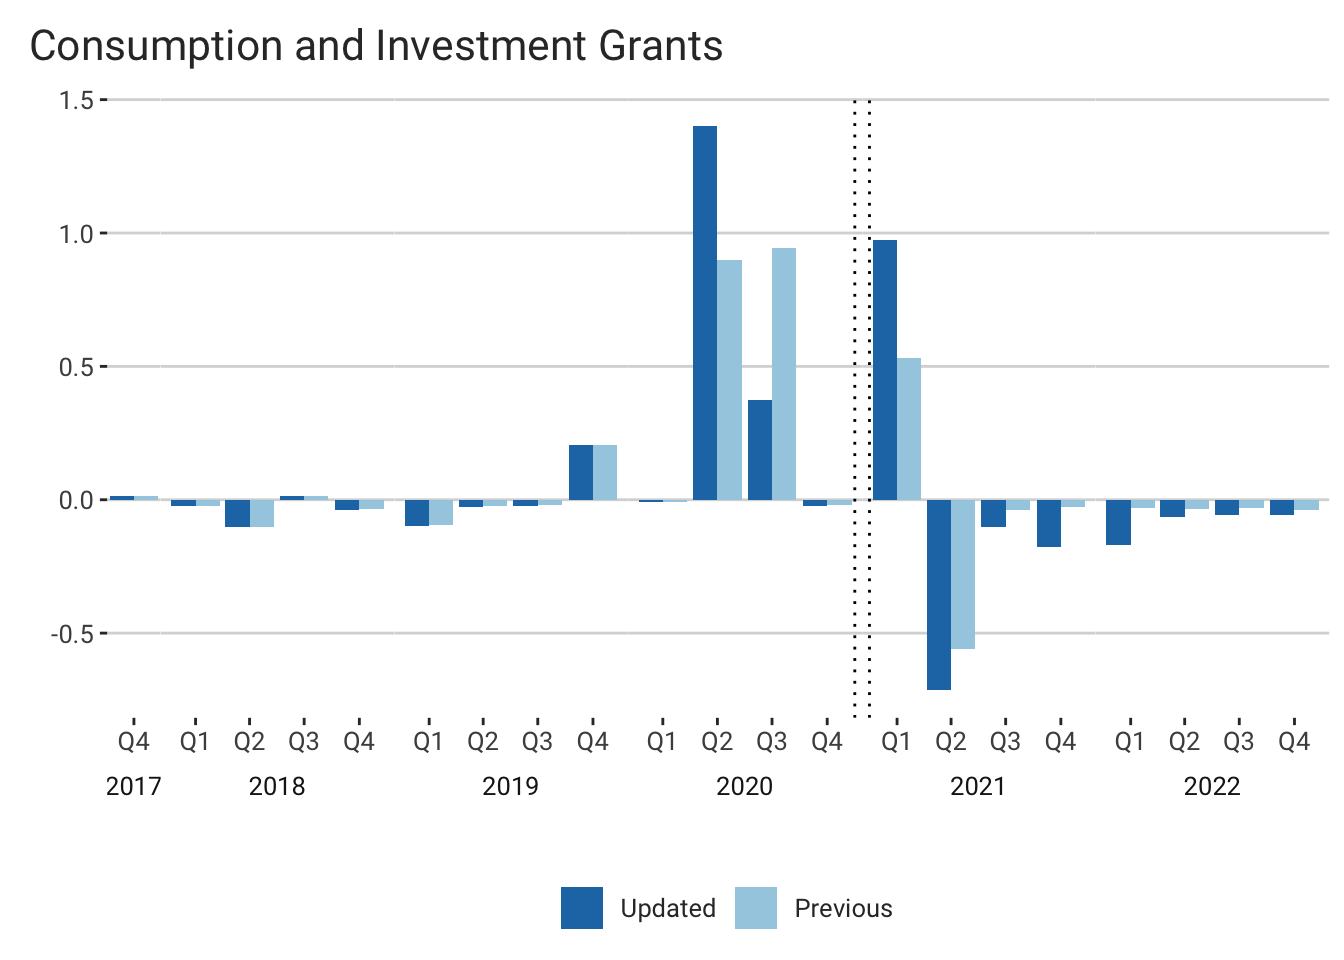 Consumption and Investment Grants
1.5
1.0
0.5
0.0
-0.5
Q4 Q1 Q2 Q3 Q4 Q1 Q2 Q3 Q4 Q1 Q2 Q3 Q4 Q1 Q2 Q3 Q4 Q1 Q2 Q3 Q4
2017 2018 2019 2020 2021 2022
Updated Previous